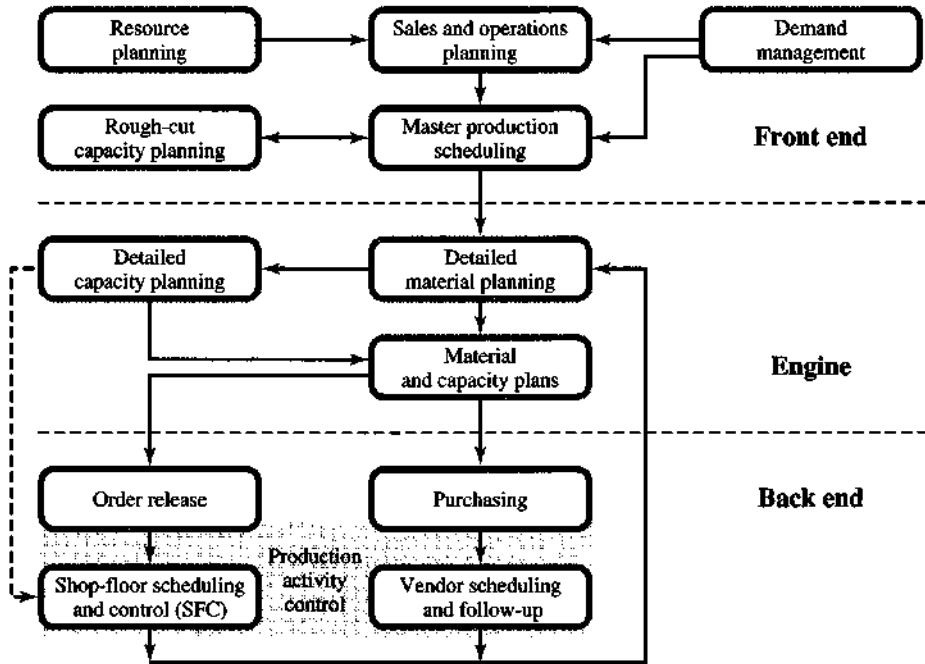 Resource
planning
Sales and operations
planning
Demand
management
Rough-cut
capacity planning
Master production
scheduling
Front end
Detailed
capacity planning
Detailed
material planning
Material
and capacity plans
Engine
Order release
Purchasing
Back end
Production
activity
control
Shop-floor scheduling
and control (SFC)
Vendor scheduling
and follow-up